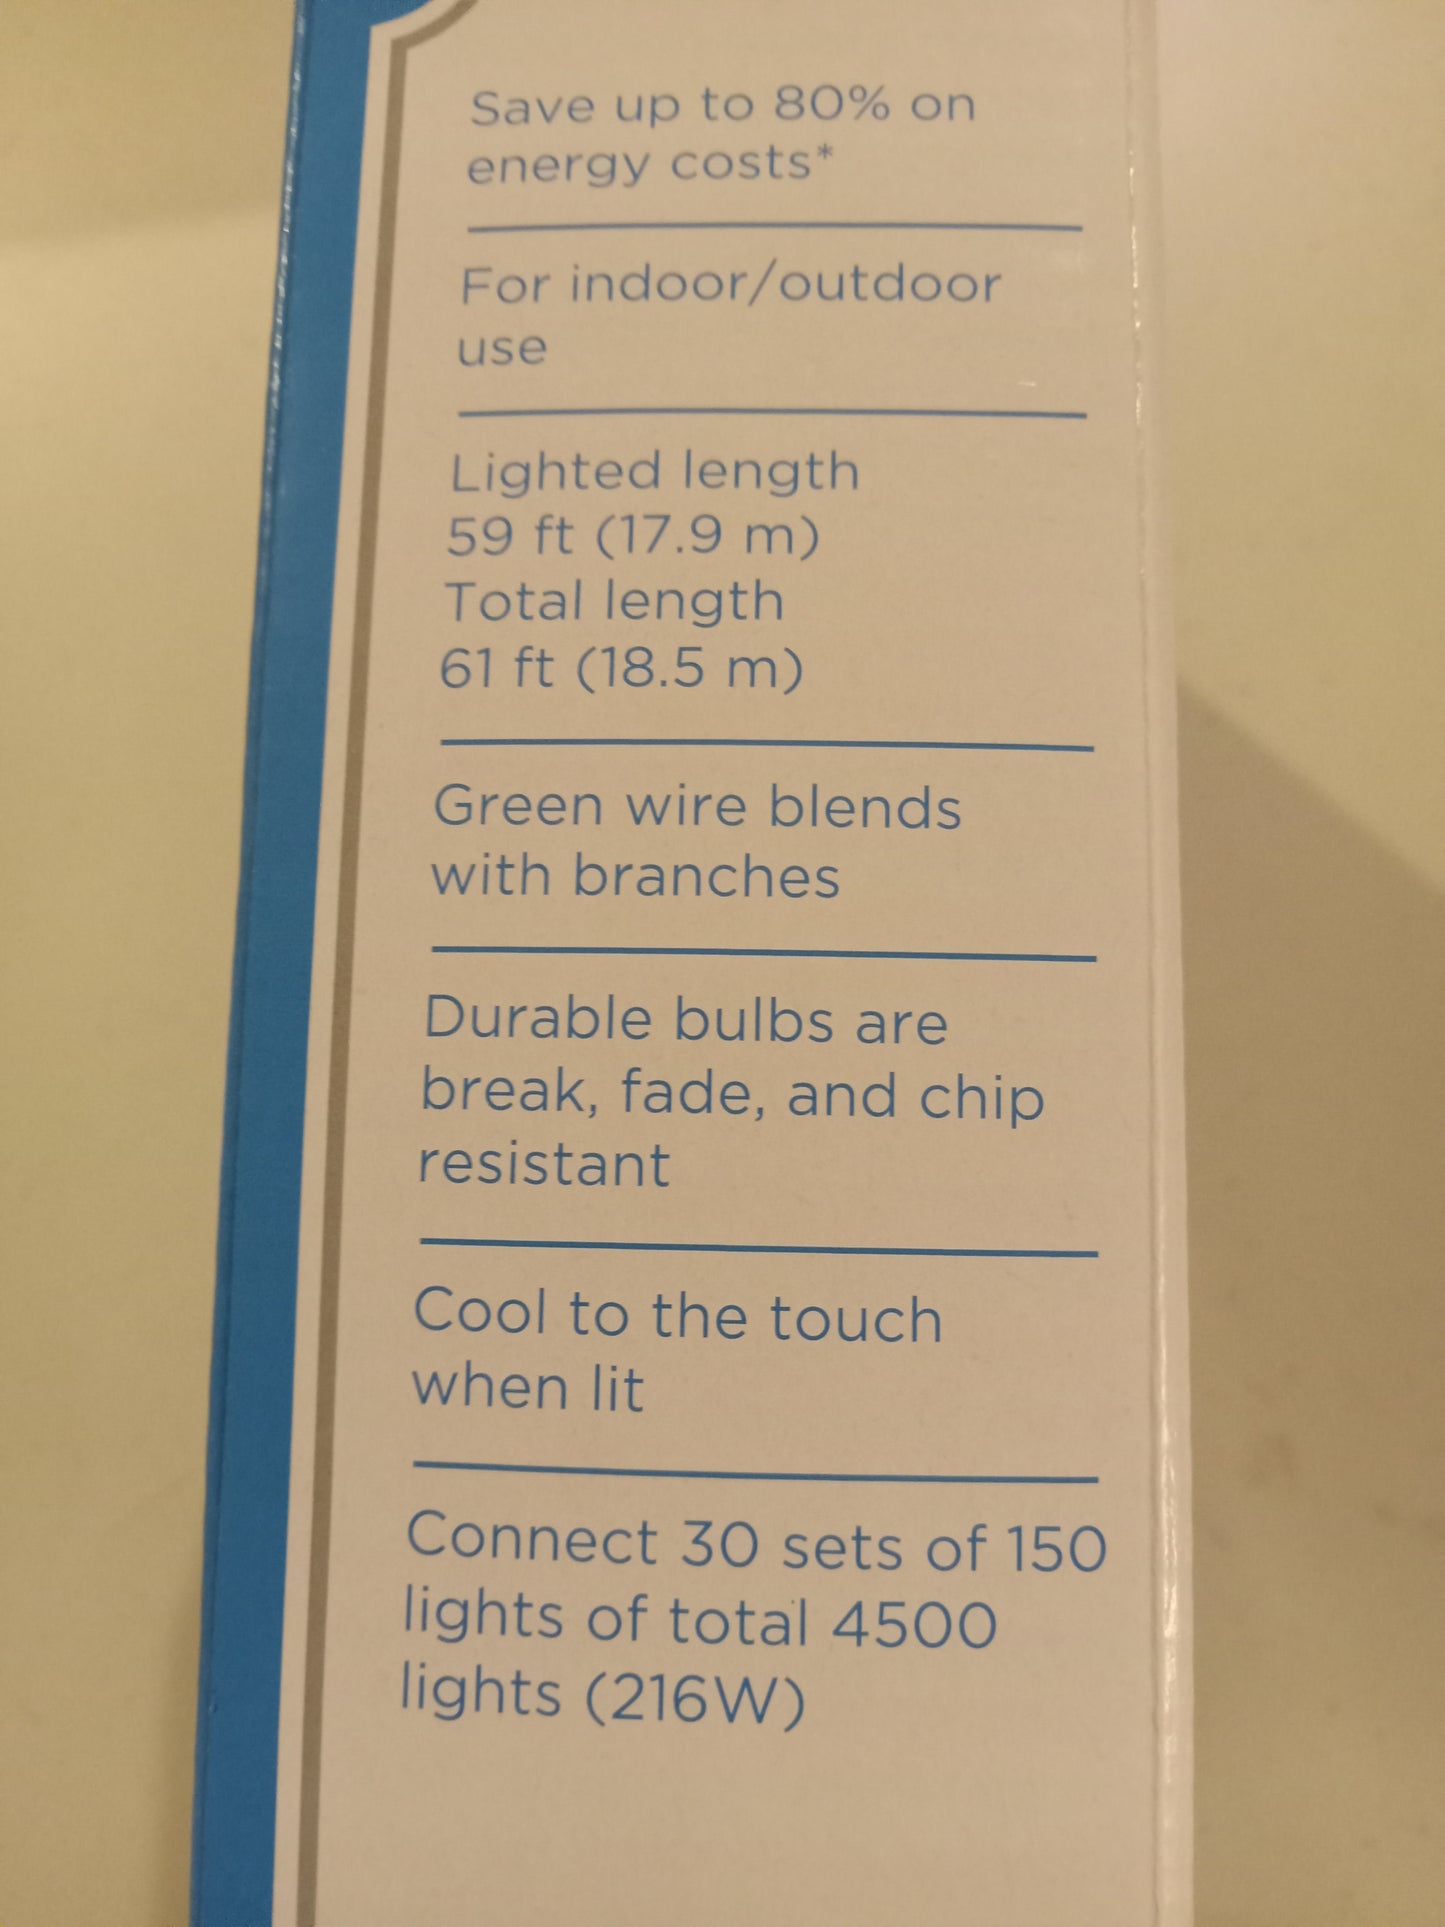 Save up to 80% on
energy costs*
For indoor/outdoor
use
Lighted length
59 ft (17.9 m)
Total length
61 ft (18.5 m)
Green wire blends
with branches
Durable bulbs are
break, fade, and chip
resistant
Cool to the touch
when lit
Connect 30 sets of 150
lights of total 4500
lights (216W)